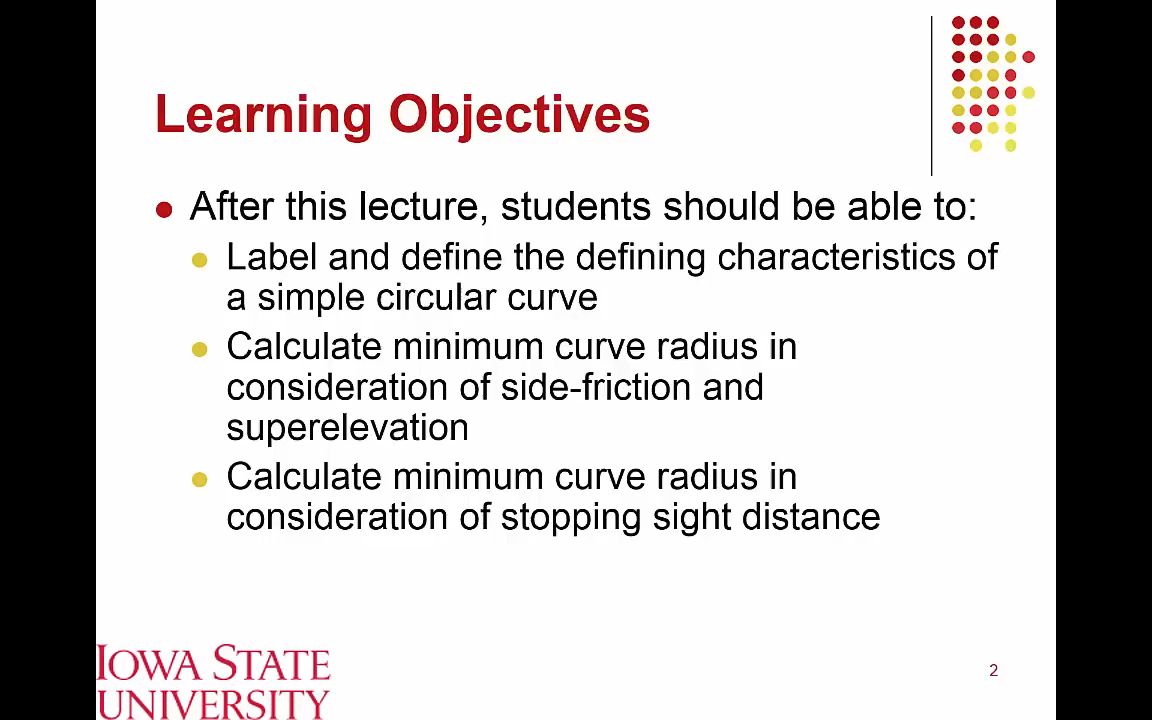 Learning Objectives
After this lecture, students should be able to:
Label and define the defining characteristics of
a simple circular curve
Calculate minimum curve radius in
consideration of side-friction and
superelevation
Calculate minimum curve radius in
consideration of stopping sight distance
IOWA STATE
UNIVERSITY
2